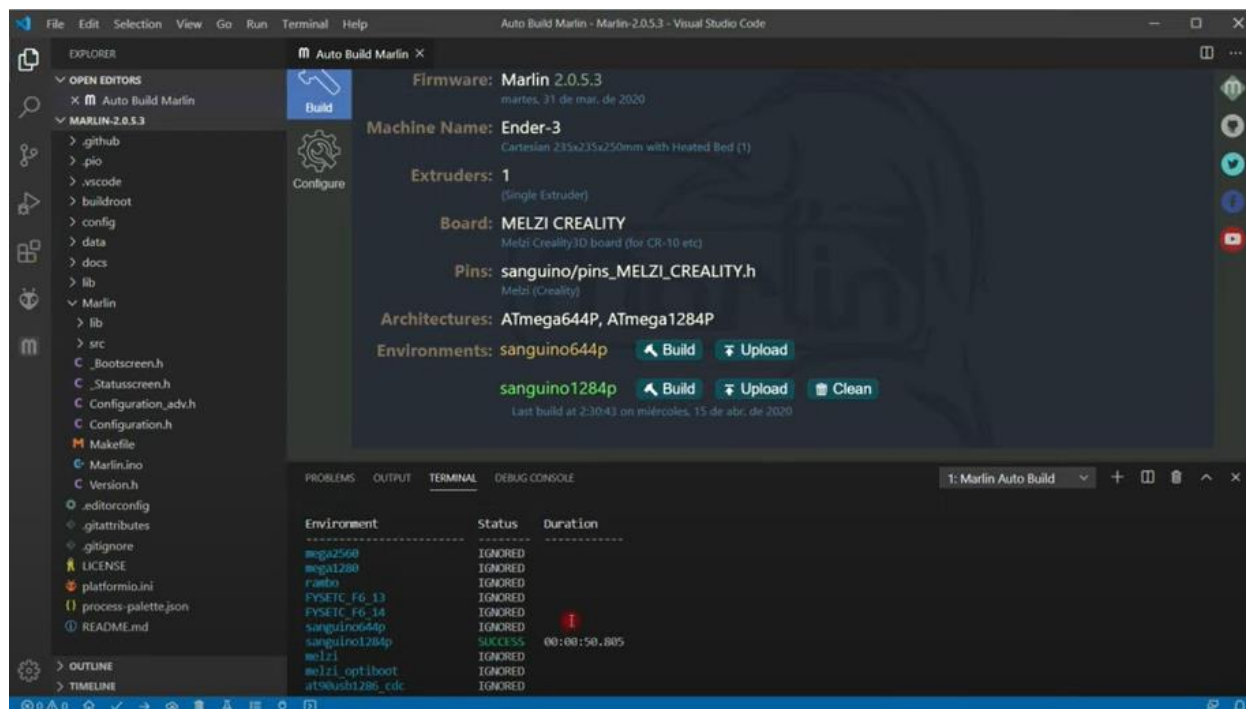 File Edit Selection View Go Run Terminal Help
Auto Build Marlin - Marlin-2.0.5.3 - Visual Studio Code
EXPLORER
OPEN EDITORS
Auto Build Marlin
MARLIN-2.0.5.3
.github
.pio
.vscode
buildroot
config
data
docs
lib
Marlin
lib
src
C _Bootscreen.h
C _Statusscreen.h
C Configuration_adv.h
C Configuration.h
M Makefile
Marlin.ino
C Version.h
.editorconfig
.gitattributes
.gitignore
LICENSE
platformio.ini
{} process-palette.json
README.md
OUTLINE
TIMELINE
Auto Build Marlin
Build
Configure
Firmware: Marlin 2.0.5.3
martes, 31 de mar. de 2020
Machine Name: Ender-3
Cartesian 235x235x250mm with Heated Bed (1)
Extruders: 1
(Single Extruder)
Board: MELZI CREALITY
Melzi Creality3D board (for CR-10 etc)
Pins: sanguino/pins_MELZI_CREALITY.h
Melzi (Creality)
Architectures: ATmega644P, ATmega1284P
Environments: sanguino644p Build Upload
sanguino1284p Build Upload Clean
Last build at 2:30:43 on miércoles, 15 de abr. de 2020
PROBLEMS OUTPUT TERMINAL DEBUG CONSOLE
1: Marlin Auto Build
Environment Status Duration
mega2560 IGNORED
mega1280 IGNORED
rambo IGNORED
FYSETC_F6_13 IGNORED
FYSETC_F6_14 IGNORED
sanguino644p IGNORED
sanguino1284p SUCCESS 00:00:50.805
melzi IGNORED
melzi_optiboot IGNORED
at90usb1286_cdc IGNORED
0 0